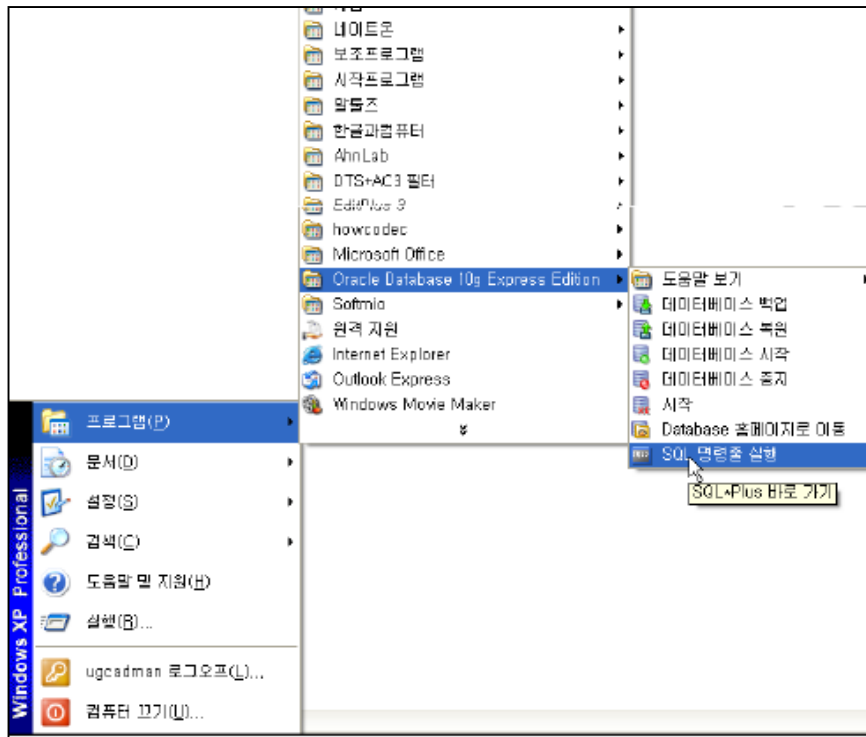 네이트온
보조프로그램
시작프로그램
알툴즈
한글과컴퓨터
AhnLab
DTS+AC3 필터
EditPlus 3
howcodec
Microsoft Office
Oracle Database 10g Express Edition
Softmio
원격 지원
Internet Explorer
Outlook Express
Windows Movie Maker
도움말 보기
데이터베이스 백업
데이터베이스 복원
데이터베이스 시작
데이터베이스 중지
시작
Database 홈페이지로 이동
SQL 명령줄 실행
SQL*Plus 바로 가기
프로그램(P)
문서(D)
설정(S)
검색(C)
도움말 및 지원(H)
실행(R)...
ugcadman 로그오프(L)...
컴퓨터 끄기(U)...
Windows XP Professional